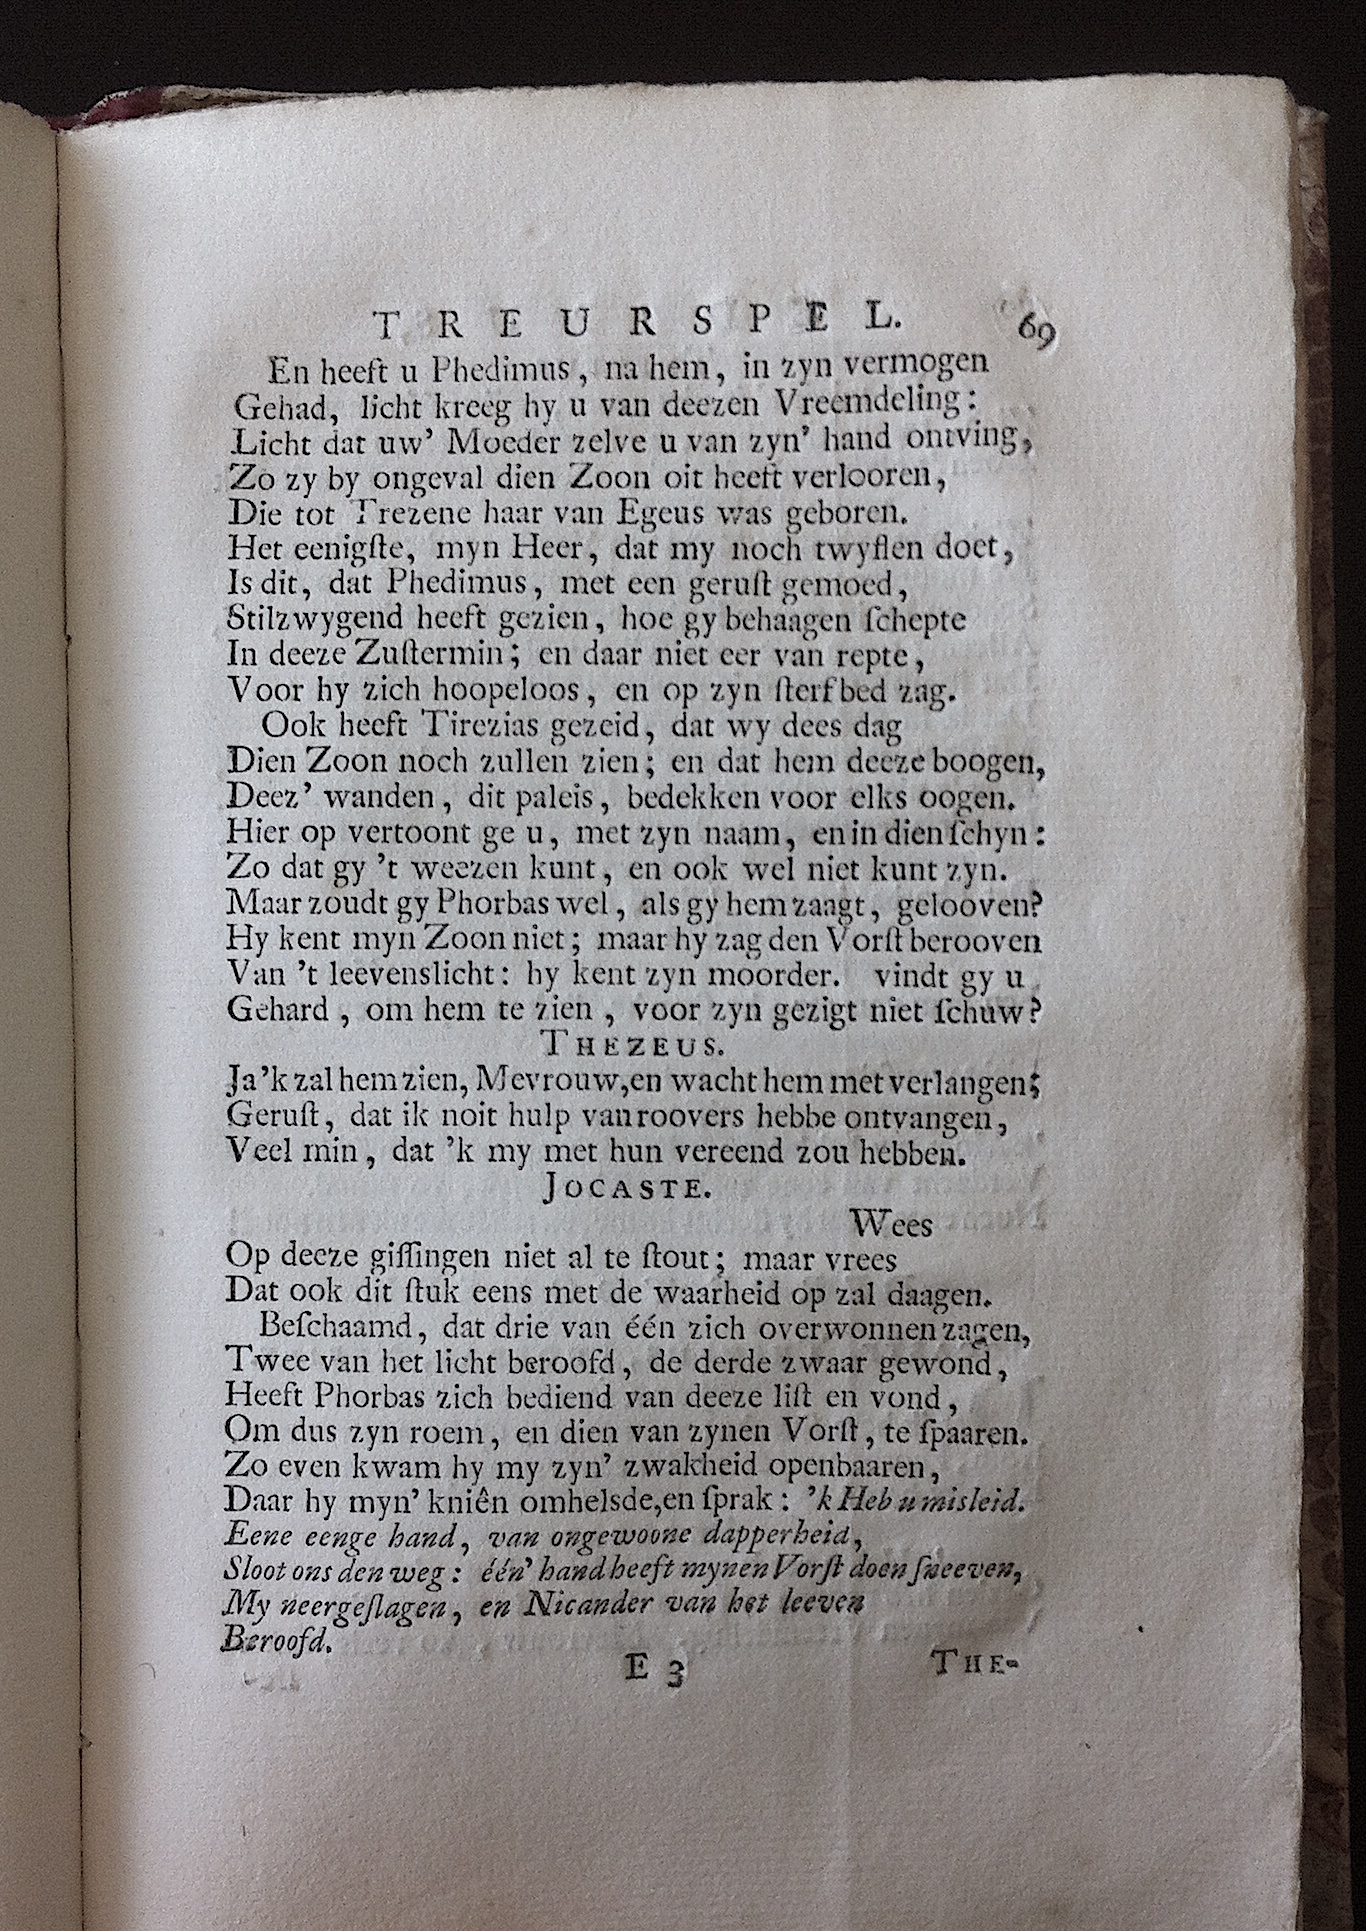 TREURSPEL. 69
En heeft u Phedimus, na hem, in zyn vermogen
Gehad, licht kreeg hy u van deezen Vreemdeling:
Licht dat uw' Moeder zelve u van zyn' hand ontving,
Zo zy by ongeval dien Zoon oit heeft verlooren,
Die tot Trezene haar van Egeus was geboren.
Het eenigſte, myn Heer, dat my noch twyflen doet,
Is dit, dat Phedimus, met een geruſt gemoed,
Stilzwygend heeft gezien, hoe gy behaagen ſchepte
In deeze Zuſtermin; en daar niet eer van repte,
Voor hy zich hoopeloos, en op zyn ſterfbed zag.
Ook heeft Tirezias gezeid, dat wy dees dag
Dien Zoon noch zullen zien; en dat hem deeze boogen,
Deez' wanden, dit paleis, bedekken voor elks oogen.
Hier op vertoont ge u, met zyn naam, en in dien ſchyn:
Zo dat gy 't weezen kunt, en ook wel niet kunt zyn.
Maar zoudt gy Phorbas wel, als gy hem zaagt, gelooven?
Hy kent myn Zoon niet; maar hy zag den Vorſt berooven
Van 't leevenslicht: hy kent zyn moorder. vindt gy u
Gehard, om hem te zien, voor zyn gezigt niet ſchuw?
THEZEUS.
Ja 'k zal hem zien, Mevrouw, en wacht hem met verlangen;
Geruſt, dat ik noit hulp van roovers hebbe ontvangen,
Veel min, dat 'k my met hun vereend zou hebben.
JOCASTE.
Wees
Op deeze giſſingen niet al te ſtout; maar vrees
Dat ook dit ſtuk eens met de waarheid op zal daagen.
Beſchaamd, dat drie van één zich overwonnen zagen,
Twee van het licht beroofd, de derde zwaar gewond,
Heeft Phorbas zich bediend van deeze liſt en vond,
Om dus zyn roem, en dien van zynen Vorſt, te ſpaaren.
Zo even kwam hy my zyn' zwakheid openbaaren,
Daar hy myn' kniên omhelsde, en ſprak: 'k Heb u misleid.
Eene eenge hand, van ongewoone dapperheid,
Sloot ons den weg: één' hand heeft mynen Vorſt doen ſneeven,
My neergeſlagen, en Nicander van het leeven
Beroofd.
E 3 THE-